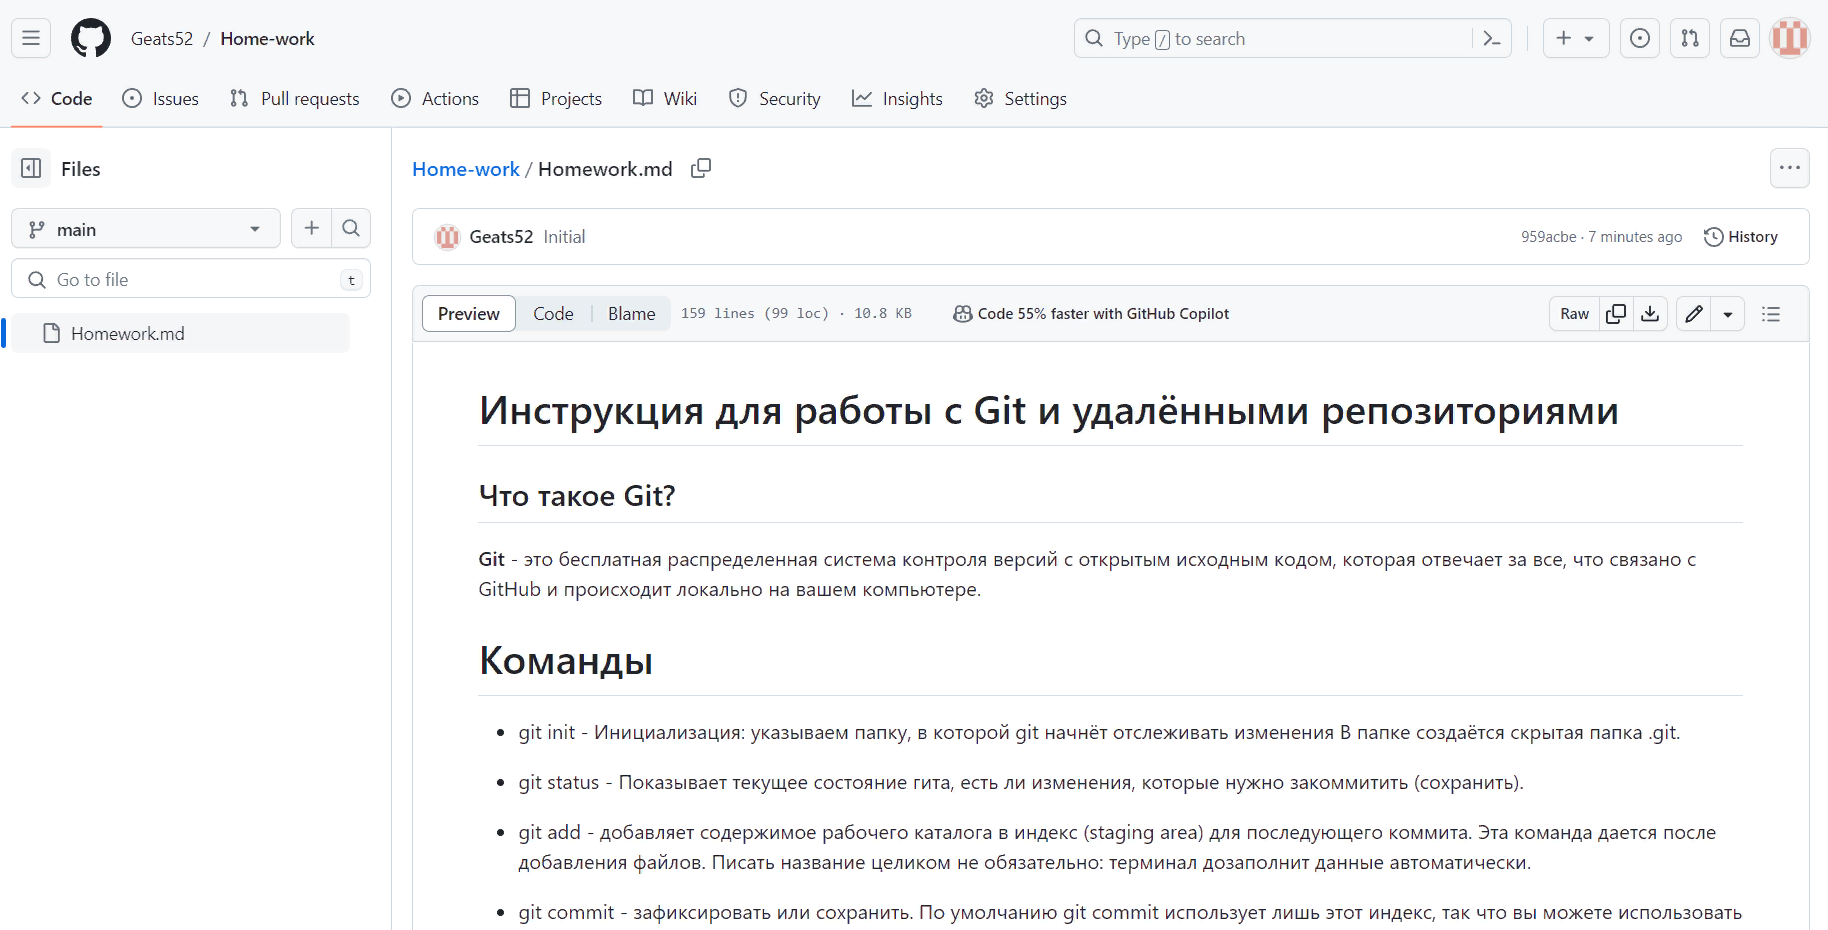 Geats52 / Home-work
Type / to search
Code
Issues
Pull requests
Actions
Projects
Wiki
Security
Insights
Settings
Files
main
Go to file
t
Homework.md
Home-work / Homework.md
Geats52 Initial
959acbe · 7 minutes ago
History
Preview
Code
Blame
159 lines (99 loc) · 10.8 KB
Code 55% faster with GitHub Copilot
Raw
Инструкция для работы с Git и удалёнными репозиториями
Что такое Git?
Git - это бесплатная распределенная система контроля версий с открытым исходным кодом, которая отвечает за все, что связано с
GitHub и происходит локально на вашем компьютере.
Команды
• git init - Инициализация: указываем папку, в которой git начнёт отслеживать изменения В папке создаётся скрытая папка .git.
• git status - Показывает текущее состояние гита, есть ли изменения, которые нужно закоммитить (сохранить).
• git add - добавляет содержимое рабочего каталога в индекс (staging area) для последующего коммита. Эта команда дается после
добавления файлов. Писать название целиком не обязательно: терминал дозаполнит данные автоматически.
• git commit - зафиксировать или сохранить. По умолчанию git commit использует лишь этот индекс, так что вы можете использовать